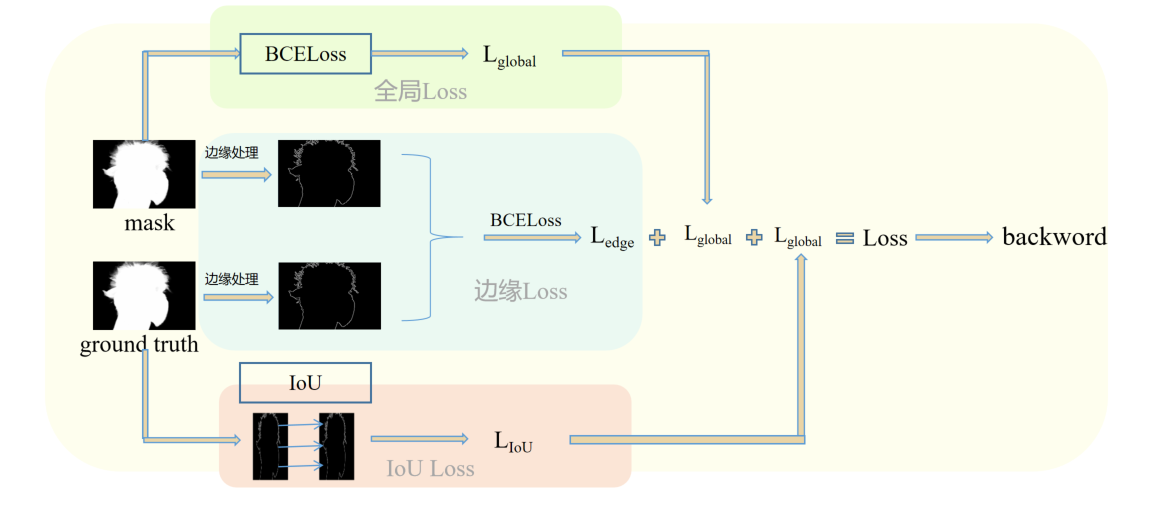 BCELoss
Lglobal
全局Loss
边缘处理
mask
BCELoss
Ledge
Lglobal
Lglobal
Loss
backword
边缘处理
边缘Loss
ground truth
IoU
LIoU
IoU Loss